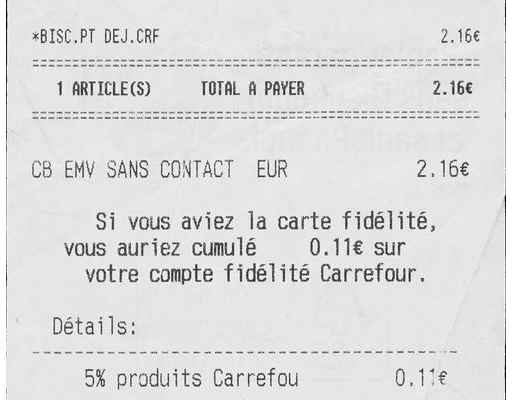 *BISC.PT DEJ.CRF 2.16€
1 ARTICLE(S) TOTAL A PAYER 2.16€
CB EMV SANS CONTACT EUR 2.16€
Si vous aviez la carte fidélité,
vous auriez cumulé 0.11€ sur
votre compte fidélité Carrefour.
Détails:
5% produits Carrefou 0.11€